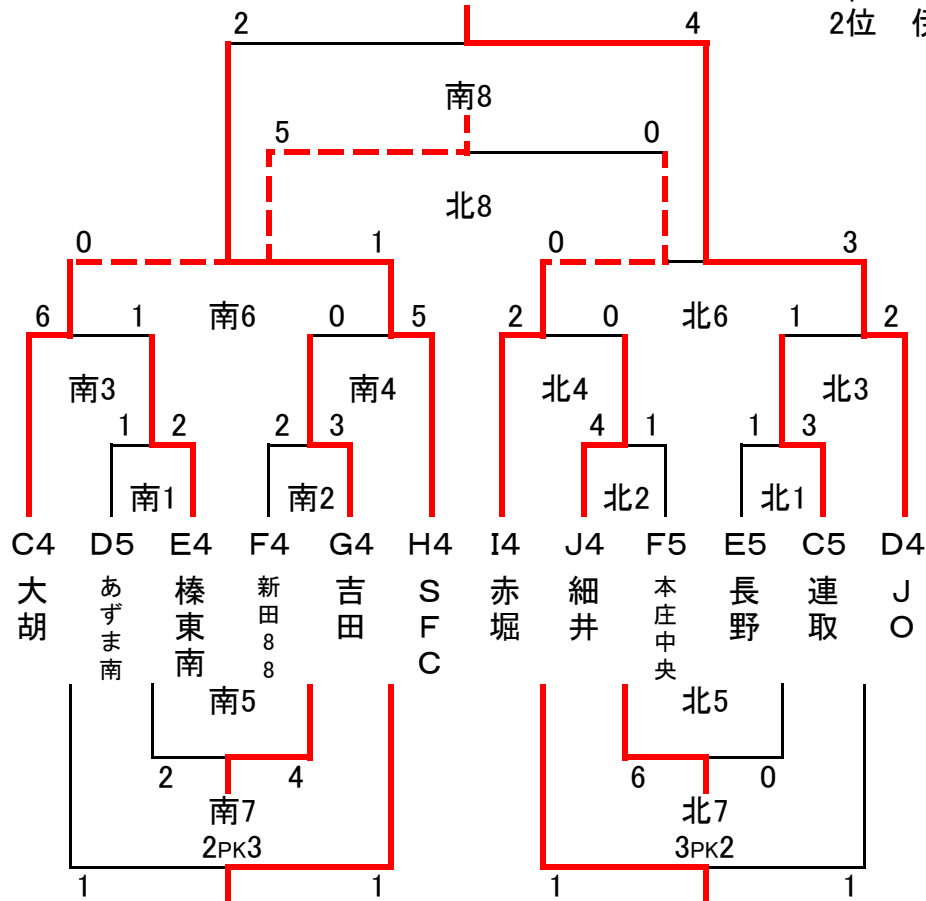 2 4 2位
南8
5 0
北8
0 1 0 3
6 1 南6 0 5 2 0 北6 1 2
南3 南4 北4 北3
1 2 2 3 4 1 1 3
南1 南2 北2 北1
C4 D5 E4 F4 G4 H4 I4 J4 F5 E5 C5 D4
大胡 あずま南 榛東南 新田88 吉田 SFC 赤堀 細井 本庄中央 長野 連取 JO
南5 北5
2 4 6 0
南7 北7
2PK3 3PK2
1 1 1 1